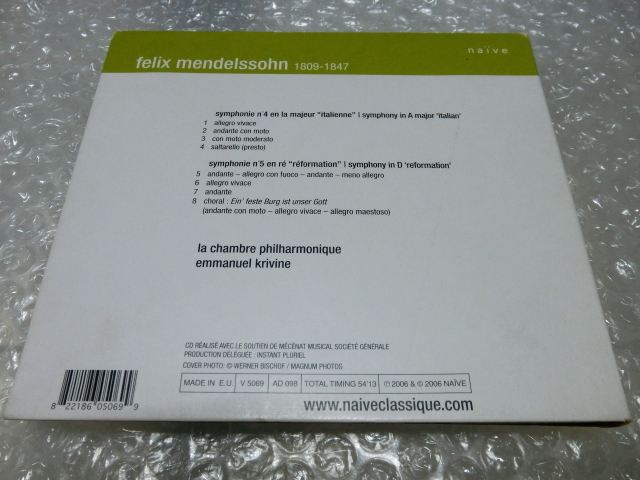 naïve
felix mendelssohn 1809-1847
symphonie n°4 en la majeur "italienne" | symphony in A major 'italian'
1 allegro vivace
2 andante con moto
3 con moto moderato
4 saltarello (presto)
symphonie n°5 en ré "réformation" | symphony in D 'reformation'
5 andante – allegro con fuoco – andante – meno allegro
6 allegro vivace
7 andante
8 choral : Ein' feste Burg ist unser Gott
(andante con moto – allegro vivace – allegro maestoso)
la chambre philharmonique
emmanuel krivine
CD RÉALISÉ AVEC LE SOUTIEN DE MÉCÉNAT MUSICAL SOCIÉTÉ GÉNÉRALE
PRODUCTION DÉLÉGUÉE : INSTANT PLURIEL
COVER PHOTO: © WERNER BISCHOF / MAGNUM PHOTOS
MADE IN E.U. V 5069 AD 098 TOTAL TIMING 54'13 ℗ 2006 & © 2006 NAÏVE
8 22186 05069 9
www.naiveclassique.com